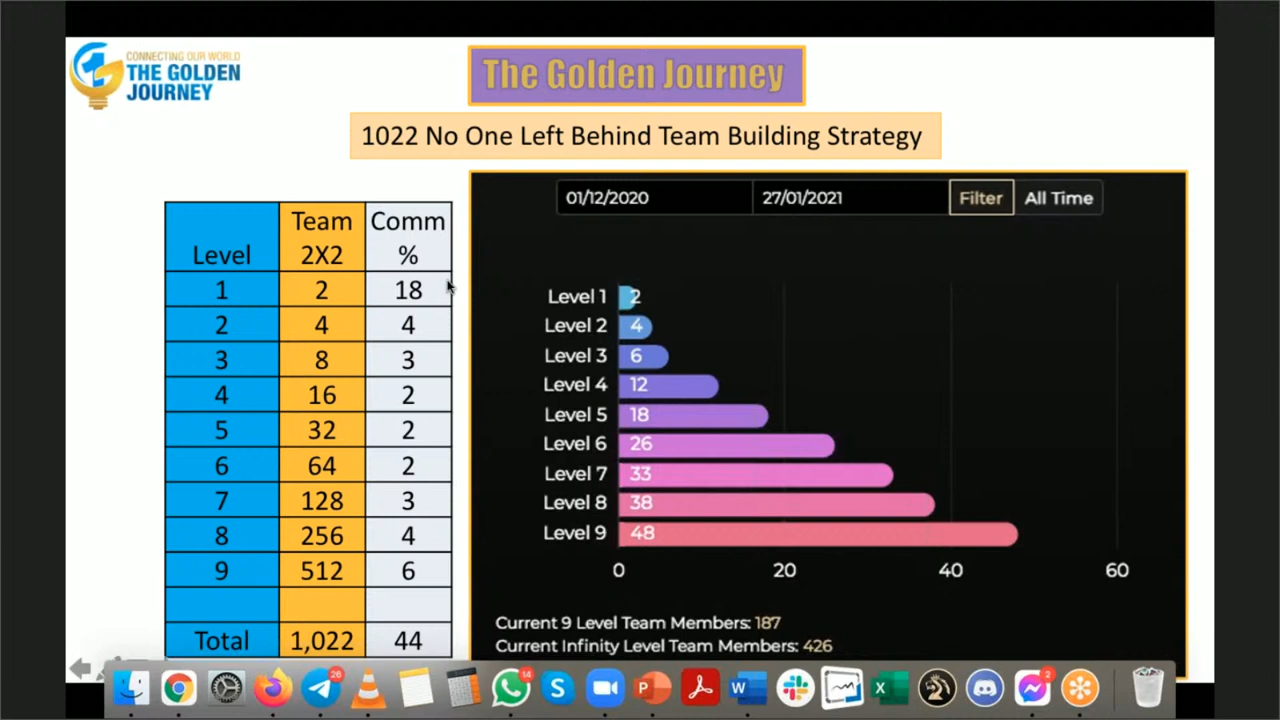 CONNECTING OUR WORLD
THE GOLDEN
JOURNEY
The Golden Journey
1022 No One Left Behind Team Building Strategy
Level Team 2X2 Comm %
1 2 18
2 4 4
3 8 3
4 16 2
5 32 2
6 64 2
7 128 3
8 256 4
9 512 6
Total 1,022 44
01/12/2020 27/01/2021 Filter All Time
Level 1 2
Level 2 4
Level 3 6
Level 4 12
Level 5 18
Level 6 26
Level 7 33
Level 8 38
Level 9 48
0 20 40 60
Current 9 Level Team Members: 187
Current Infinity Level Team Members: 426
26 14 2